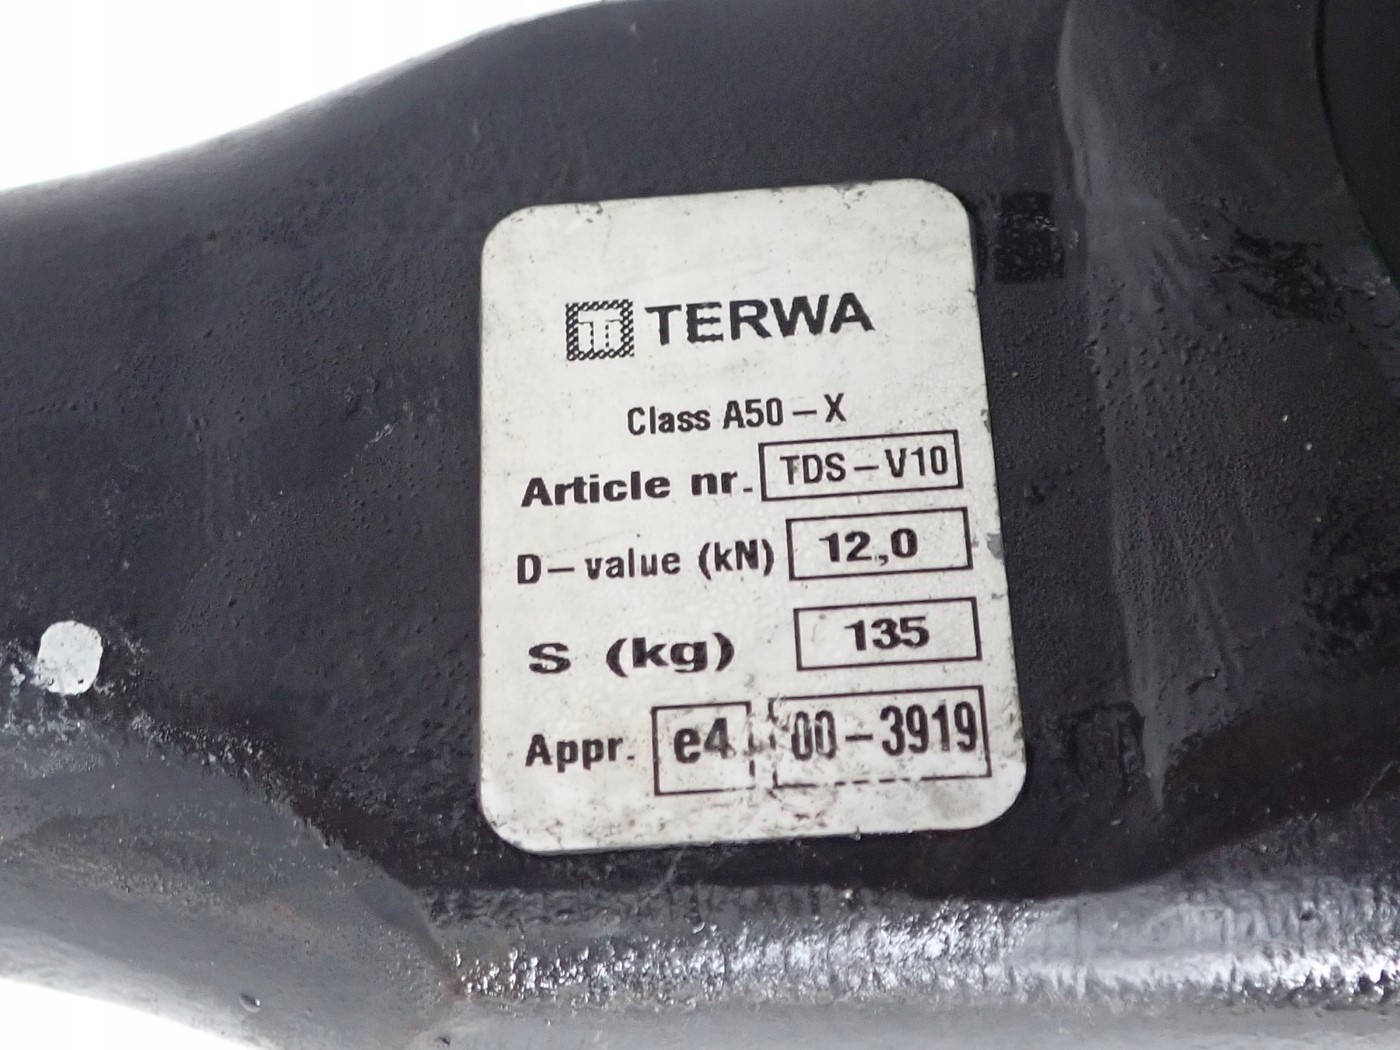 TERWA
Class A50-X
Article nr. TDS-V10
D-value (kN) 12,0
S (kg) 135
Appr. e4 00-3919